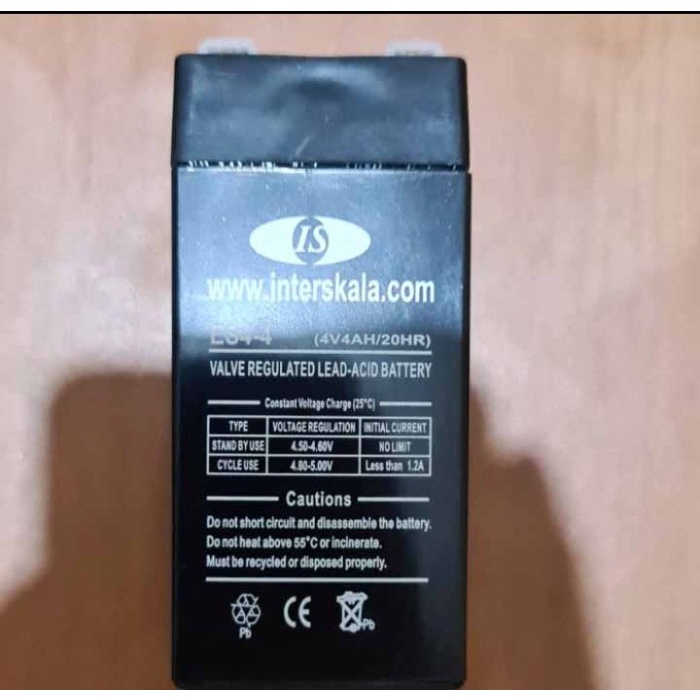 IS
www.interskala.com
ES4-4 (4V4AH/20HR)
VALVE REGULATED LEAD-ACID BATTERY
Constant Voltage Charge (25°C)
TYPE VOLTAGE REGULATION INITIAL CURRENT
STAND BY USE 4.50-4.60V NO LIMIT
CYCLE USE 4.80-5.00V Less than 1.2A
Cautions
Do not short circuit and disassemble the battery.
Do not heat above 55°C or incinerate.
Must be recycled or disposed properly.
Pb CE Pb